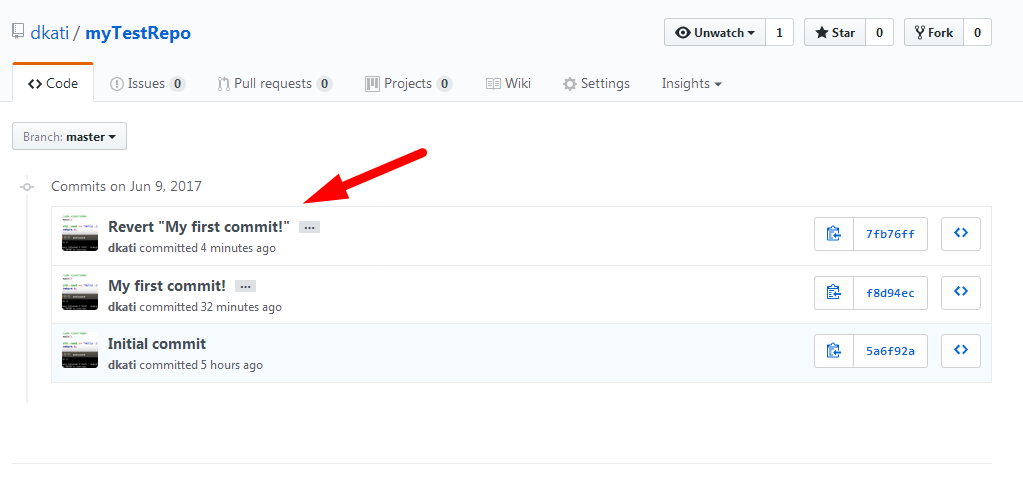 dkati / myTestRepo
Unwatch 1 Star 0 Fork 0
Code Issues 0 Pull requests 0 Projects 0 Wiki Settings Insights
Branch: master
Commits on Jun 9, 2017
Revert "My first commit!" …
dkati committed 4 minutes ago
7fb76ff
My first commit! …
dkati committed 32 minutes ago
f8d94ec
Initial commit
dkati committed 5 hours ago
5a6f92a